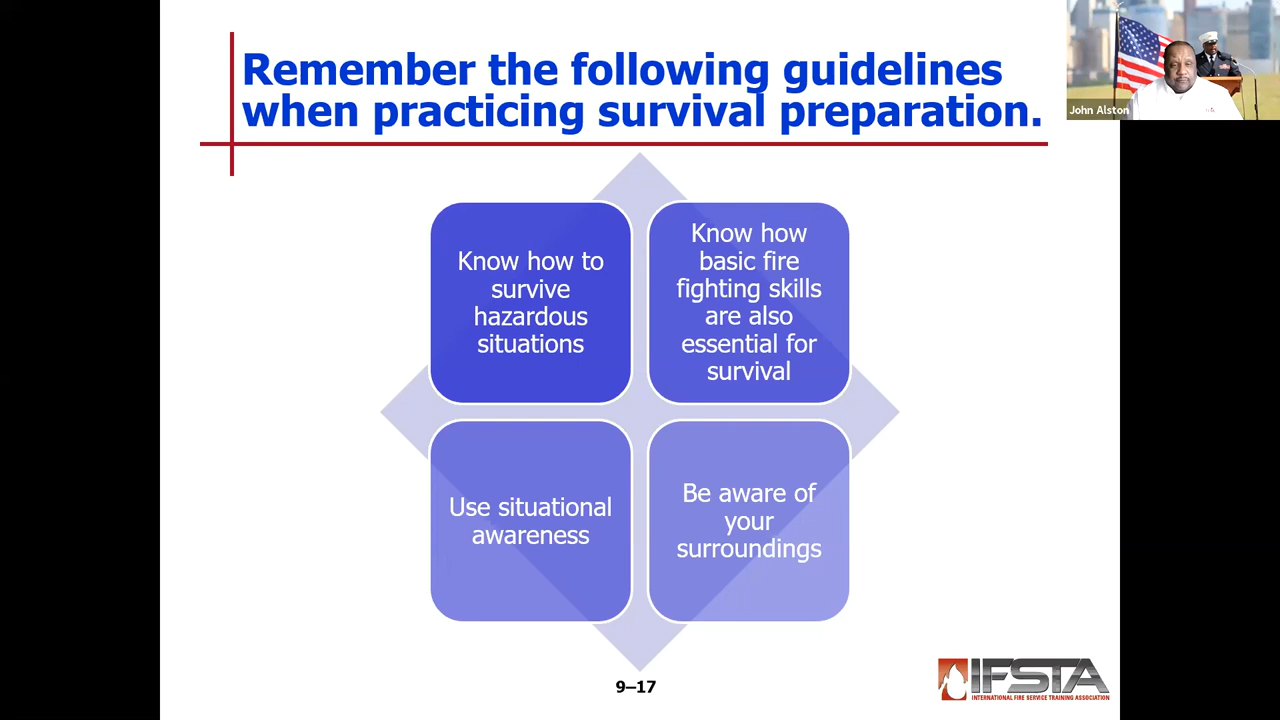 Remember the following guidelines
when practicing survival preparation.
John Alston
Know how to
survive
hazardous
situations
Know how
basic fire
fighting skills
are also
essential for
survival
Use situational
awareness
Be aware of
your
surroundings
9–17
IFSTA
INTERNATIONAL FIRE SERVICE TRAINING ASSOCIATION